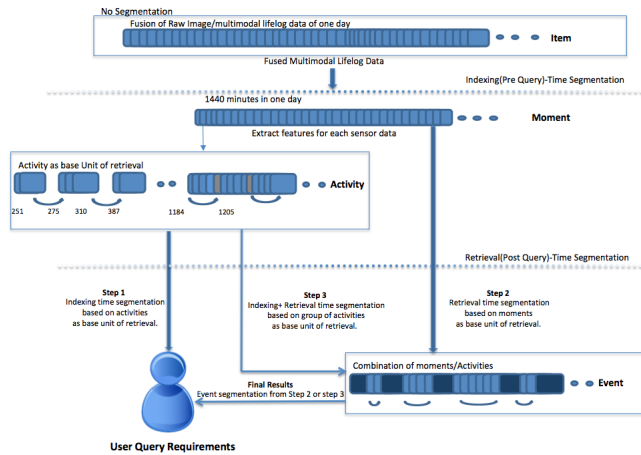 No Segmentation
Fusion of Raw Image/multimodal lifelog data of one day
Item
Fused Multimodal Lifelog Data
Indexing(Pre Query)-Time Segmentation
1440 minutes in one day
Moment
Extract features for each sensor data
Activity as base Unit of retrieval
Activity
251 275 310 387 1184 1205
Retrieval(Post Query)-Time Segmentation
Step 1
Indexing time segmentation
based on activities
as base unit of retrieval.
Step 3
Indexing+ Retrieval time segmentation
based on group of activities
as base unit of retrieval.
Step 2
Retrieval time segmentation
based on moments
as base unit of retrieval.
Combination of moments/Activities
Event
Final Results
Event segmentation from Step 2 or step 3
User Query Requirements